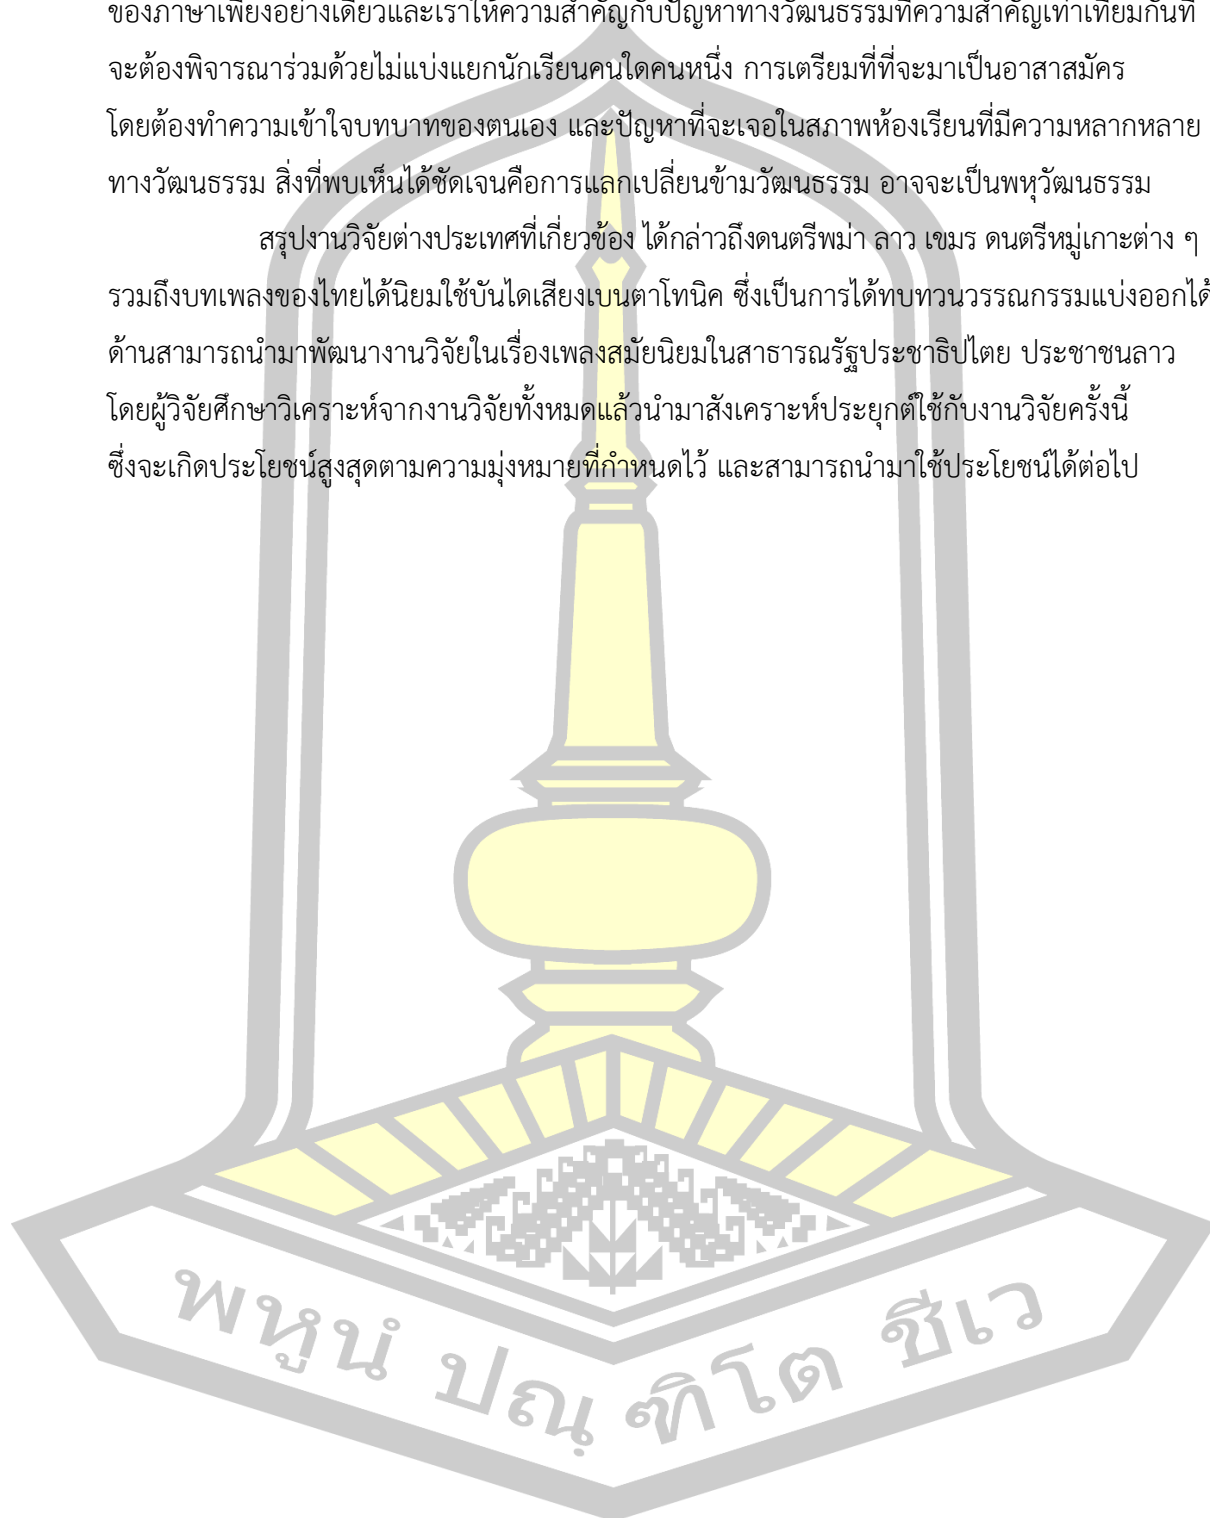 ของภาษาเพียงอย่างเดียวและเราให้ความสำคัญกับปัญหาทางวัฒนธรรมที่ความสำคัญเท่าเทียมกันที่
จะต้องพิจารณาร่วมด้วยไม่แบ่งแยกนักเรียนคนใดคนหนึ่ง การเตรียมที่ที่จะมาเป็นอาสาสมัคร
โดยต้องทำความเข้าใจบทบาทของตนเอง และปัญหาที่จะเจอในสภาพห้องเรียนที่มีความหลากหลาย
ทางวัฒนธรรม สิ่งที่พบเห็นได้ชัดเจนคือการแลกเปลี่ยนข้ามวัฒนธรรม อาจจะเป็นพหุวัฒนธรรม
สรุปงานวิจัยต่างประเทศที่เกี่ยวข้อง ได้กล่าวถึงดนตรีพม่า ลาว เขมร ดนตรีหมู่เกาะต่าง ๆ
รวมถึงบทเพลงของไทยได้นิยมใช้บันไดเสียงเบนตาโทนิค ซึ่งเป็นการได้ทบทวนวรรณกรรมแบ่งออกได้
ด้านสามารถนำมาพัฒนางานวิจัยในเรื่องเพลงสมัยนิยมในสาธารณรัฐประชาธิปไตย ประชาชนลาว
โดยผู้วิจัยศึกษาวิเคราะห์จากงานวิจัยทั้งหมดแล้วนำมาสังเคราะห์ประยุกต์ใช้กับงานวิจัยครั้งนี้
ซึ่งจะเกิดประโยชน์สูงสุดตามความมุ่งหมายที่กำหนดไว้ และสามารถนำมาใช้ประโยชน์ได้ต่อไป
พหูนํ ปณฺฑิโต ชีเว